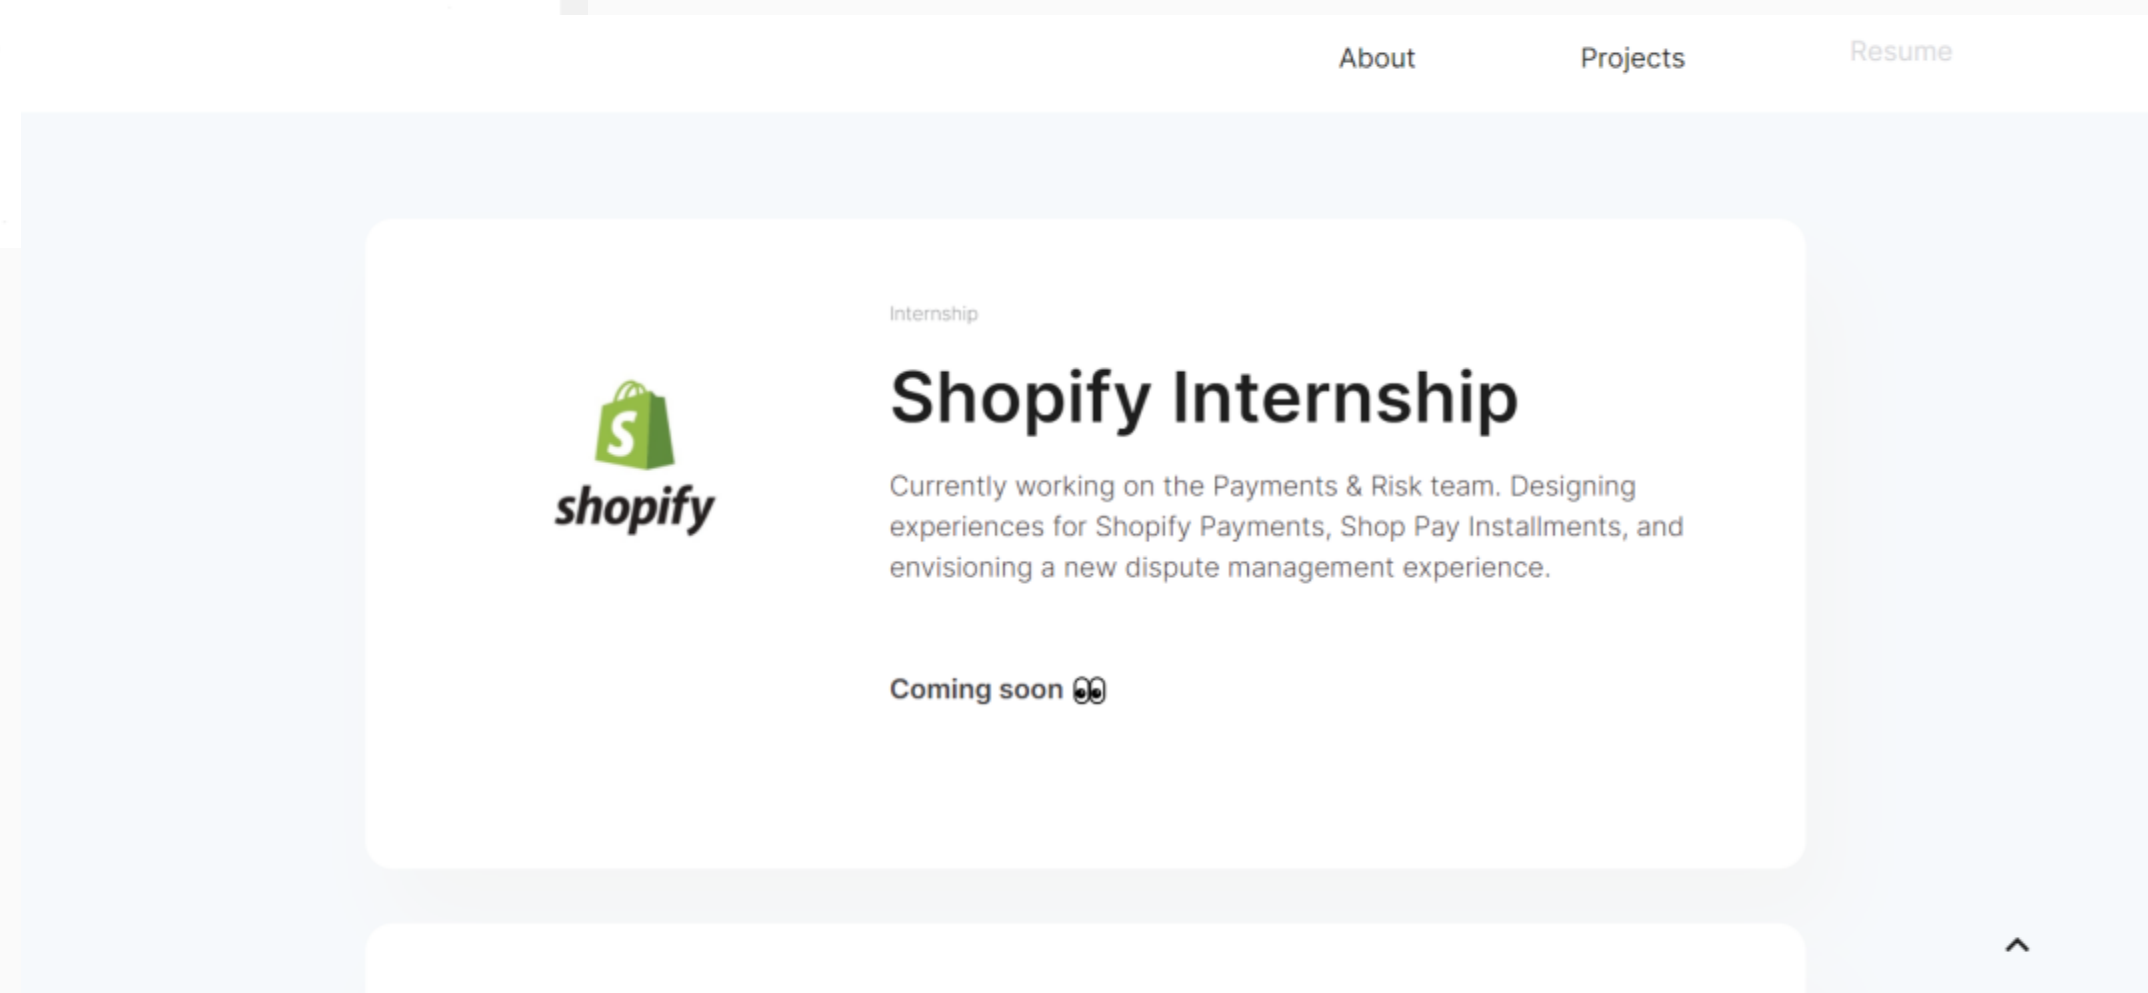 About
Projects
Resume
Internship
Shopify Internship
shopify
Currently working on the Payments & Risk team. Designing
experiences for Shopify Payments, Shop Pay Installments, and
envisioning a new dispute management experience.
Coming soon 👀